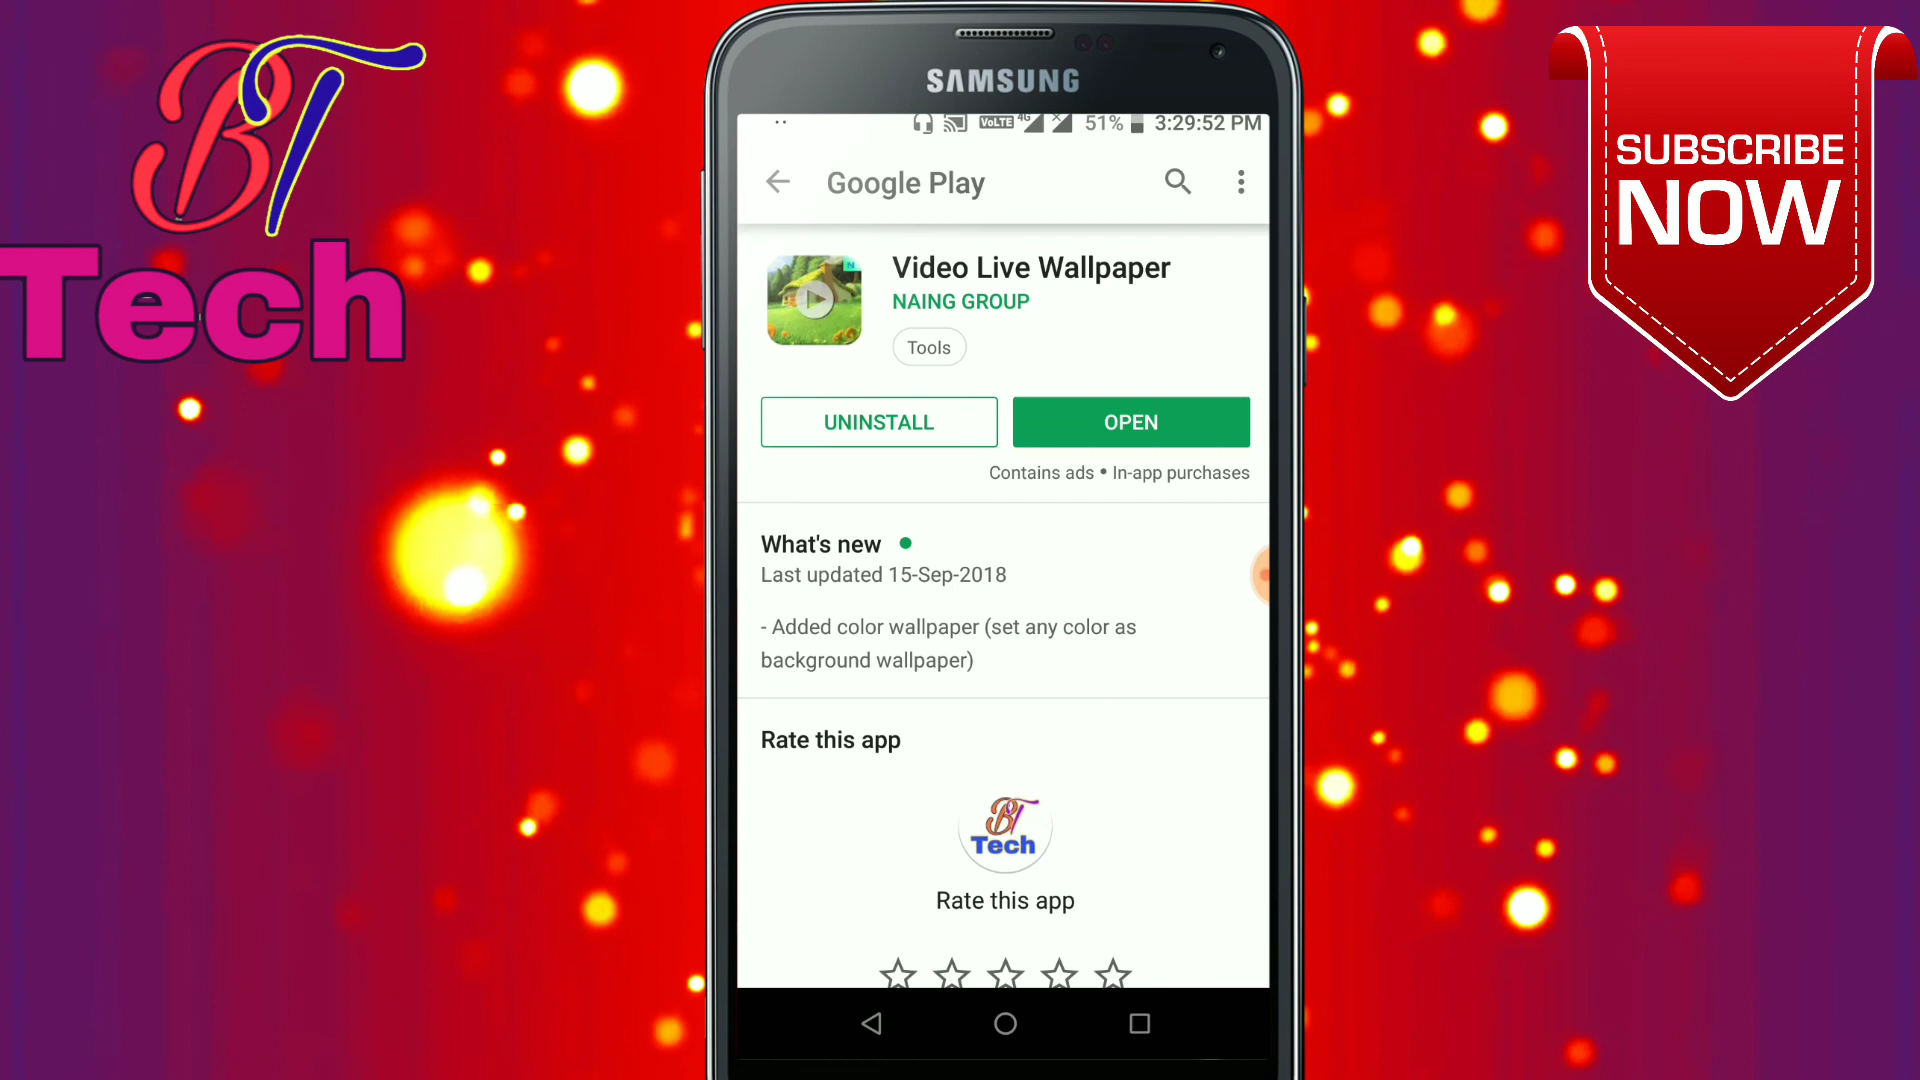 BT
Tech
SUBSCRIBE
NOW
SAMSUNG
VoLTE 4G 51% 3:29:52 PM
Google Play
N
Video Live Wallpaper
NAING GROUP
Tools
UNINSTALL
OPEN
Contains ads • In-app purchases
What's new
Last updated 15-Sep-2018
- Added color wallpaper (set any color as
background wallpaper)
Rate this app
BT
Tech
Rate this app